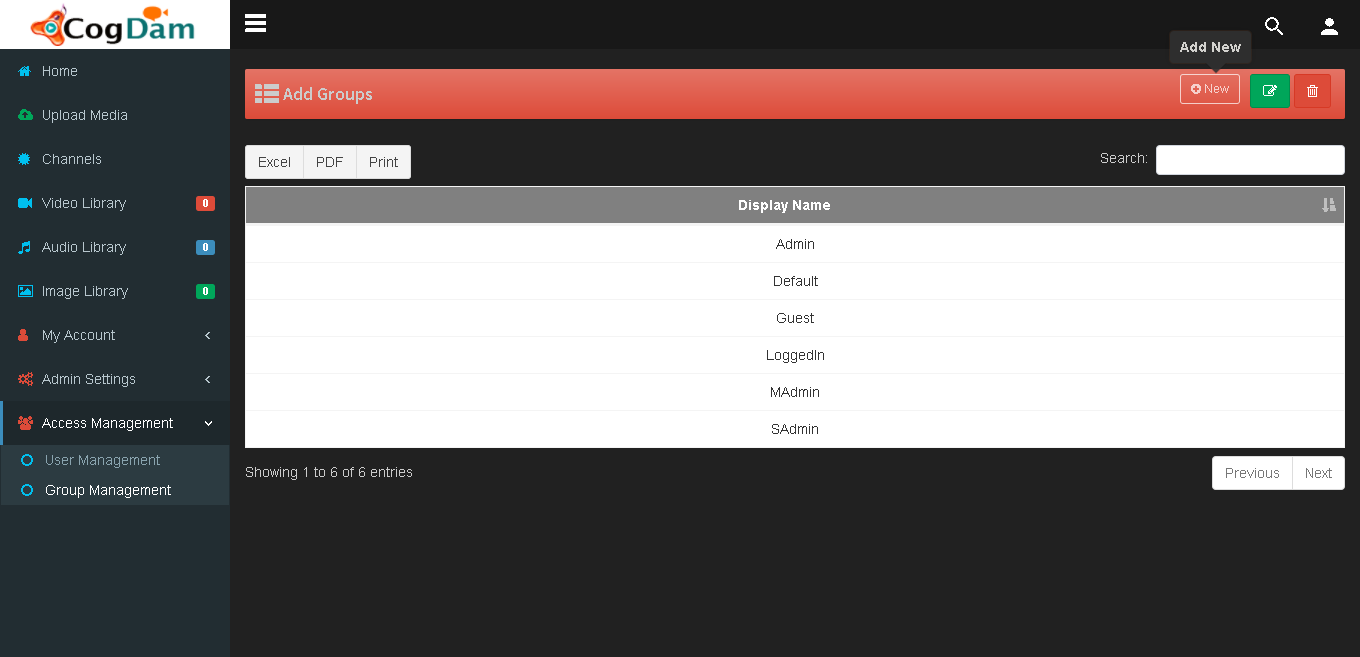 CogDam
Home
Upload Media
Channels
Video Library 0
Audio Library 0
Image Library 0
My Account
Admin Settings
Access Management
User Management
Group Management
Add New
Add Groups
New
Excel PDF Print
Search:
Display Name
Admin
Default
Guest
LoggedIn
MAdmin
SAdmin
Showing 1 to 6 of 6 entries
Previous Next